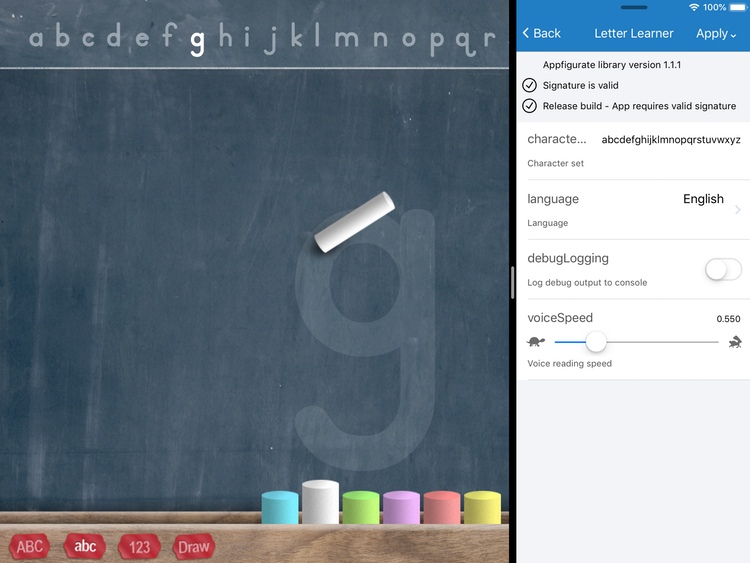 a b c d e f g h i j k l m n o p q r
g
ABC
abc
123
Draw
100%
Back
Letter Learner
Apply
Appfigurate library version 1.1.1
Signature is valid
Release build - App requires valid signature
characte... abcdefghijklmnopqrstuvwxyz
Character set
language English
Language
debugLogging
Log debug output to console
voiceSpeed 0.550
Voice reading speed